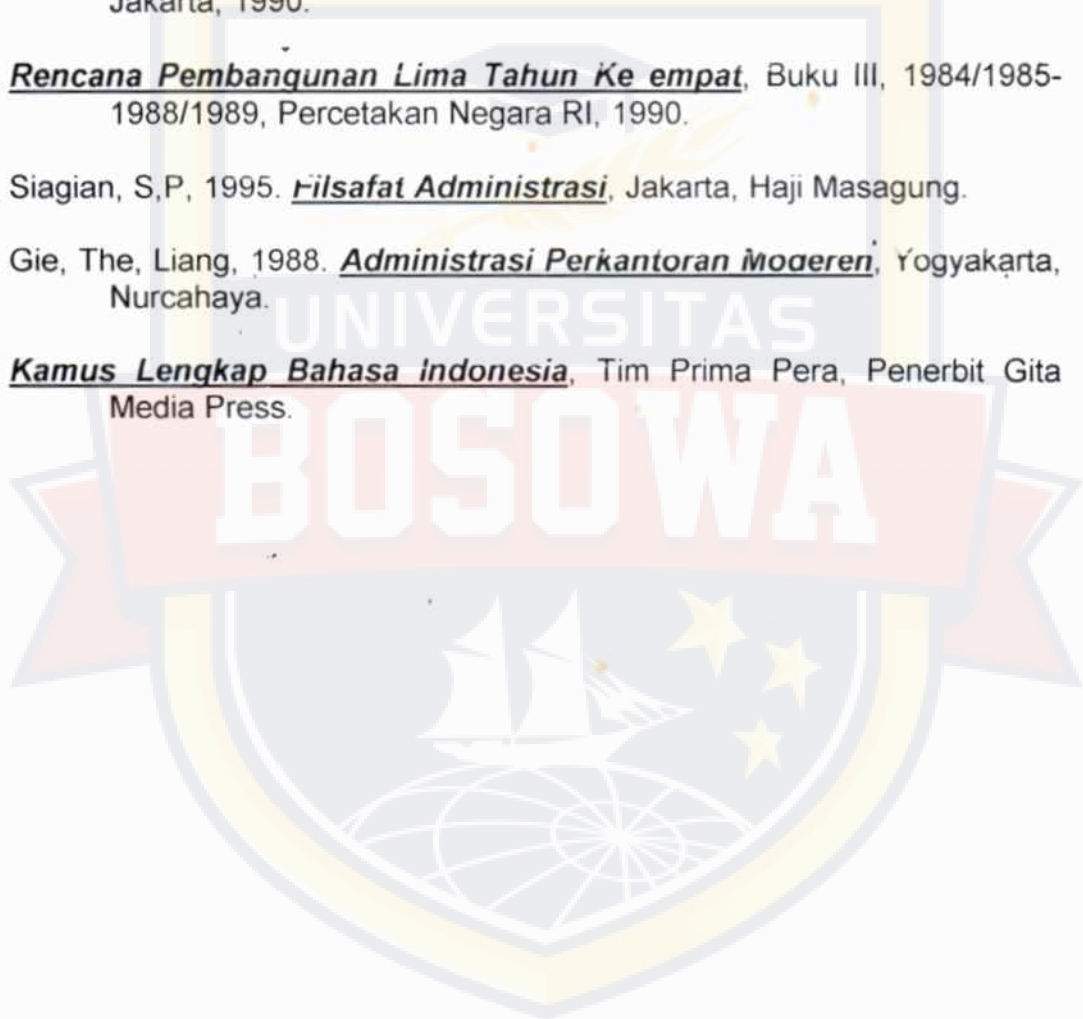 Jakarta, 1990.
Rencana Pembangunan Lima Tahun Ke empat, Buku III, 1984/1985-
1988/1989, Percetakan Negara RI, 1990.
Siagian, S,P, 1995. Filsafat Administrasi, Jakarta, Haji Masagung.
Gie, The, Liang, 1988. Administrasi Perkantoran Moderen, Yogyakarta,
Nurcahaya.
UNIVERSITAS
Kamus Lengkap Bahasa Indonesia, Tim Prima Pera, Penerbit Gita
Media Press.
BOSOWA